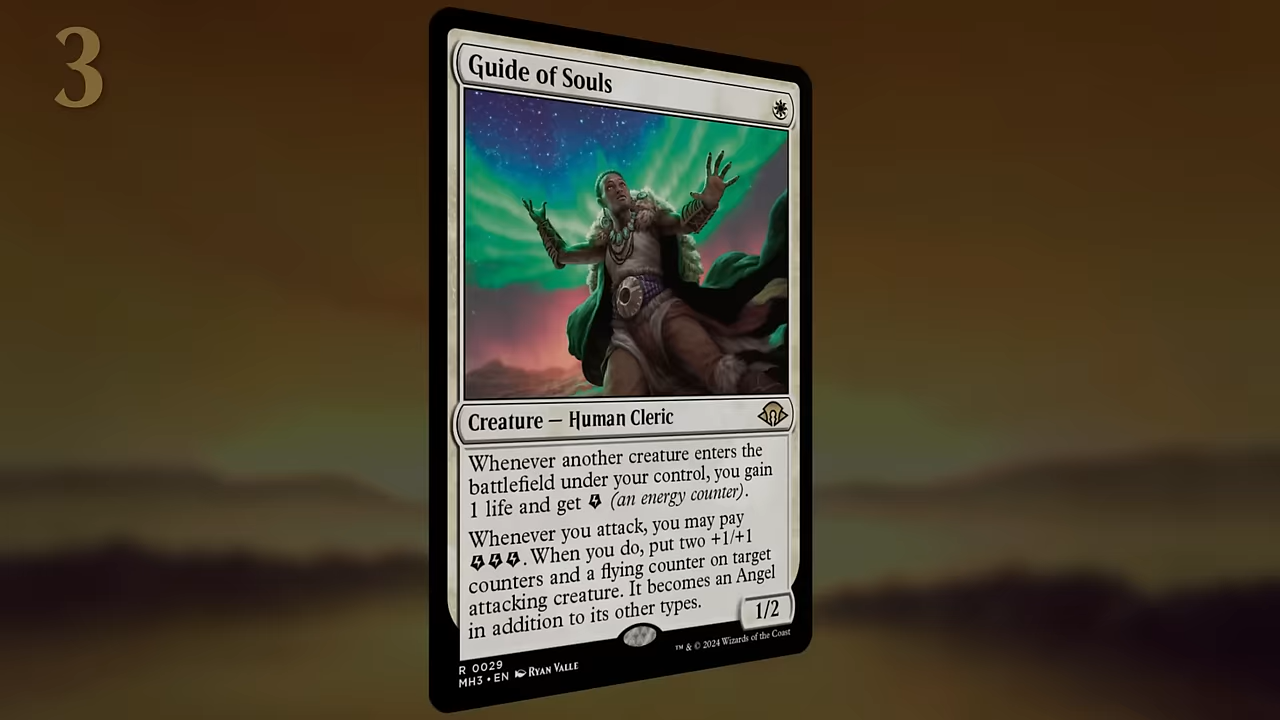 3
Guide of Souls
Creature — Human Cleric
Whenever another creature enters the
battlefield under your control, you gain
1 life and get (an energy counter).
Whenever you attack, you may pay
. When you do, put two +1/+1
counters and a flying counter on target
attacking creature. It becomes an Angel
in addition to its other types.
1/2
R 0029
MH3 • EN RYAN VALLE
™ & © 2024 Wizards of the Coast